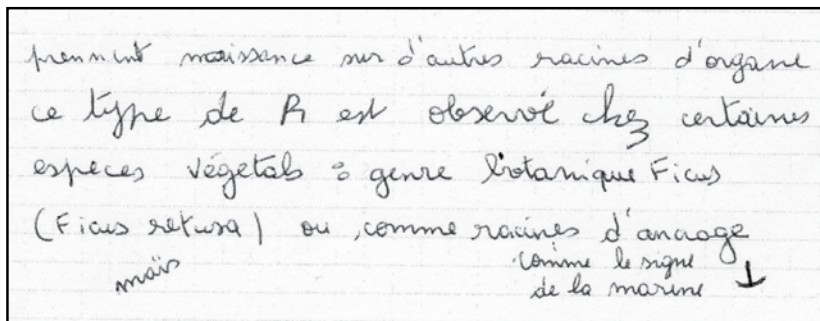 prennent naissance sur d'autres racines d'organe
ce type de R est observé chez certaines
espèces végétals : genre botanique Ficus
(Ficus retusa) ou, comme racines d'ancrage
maïs
comme le signe
de la marine ⚓